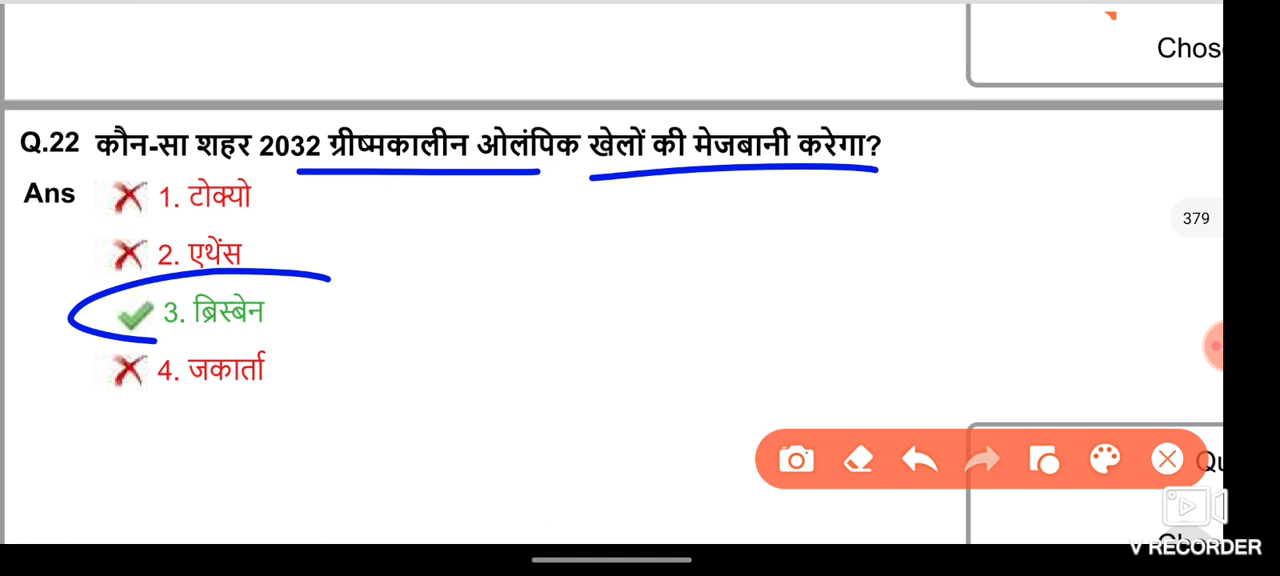 Chos
Q.22 कौन-सा शहर 2032 ग्रीष्मकालीन ओलंपिक खेलों की मेजबानी करेगा?
Ans 1. टोक्यो
379
2. एथेंस
3. ब्रिस्बेन
4. जकार्ता
Qu
V RECORDER